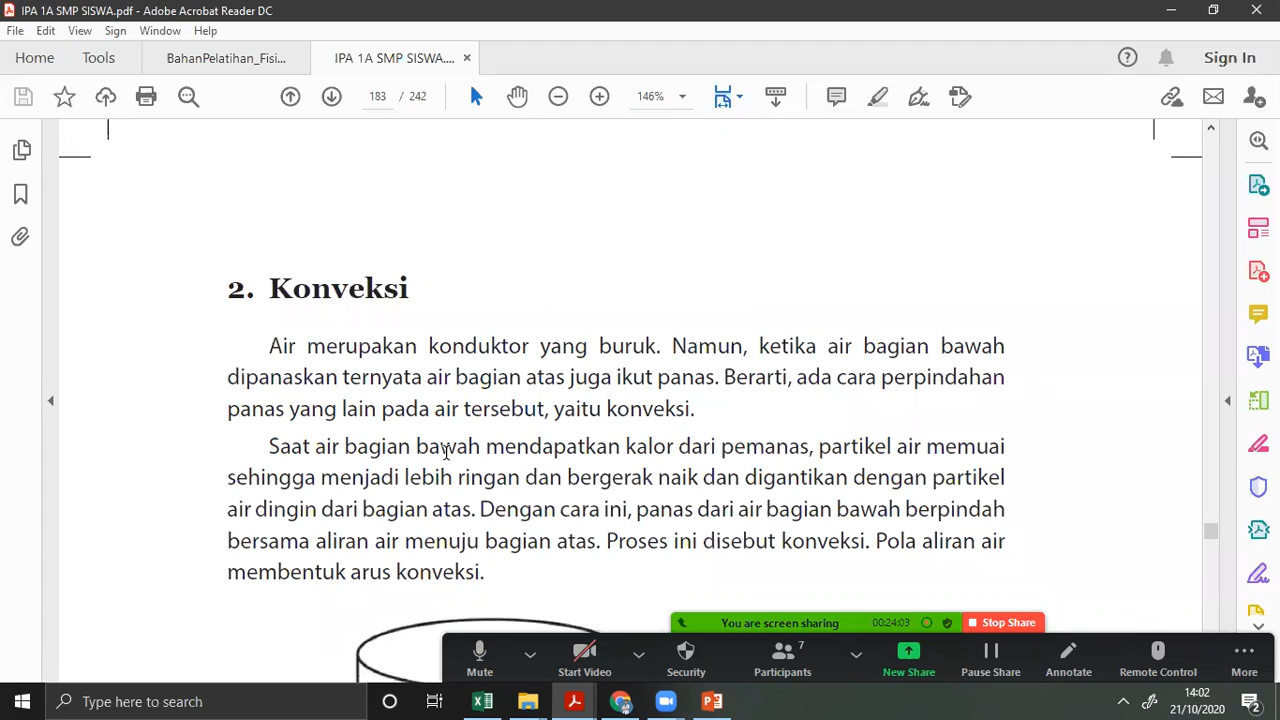 IPA 1A SMP SISWA.pdf - Adobe Acrobat Reader DC
File Edit View Sign Window Help
Home Tools BahanPelatihan_Fisi... IPA 1A SMP SISWA.... × Sign In
183 / 242 146%
2. Konveksi
Air merupakan konduktor yang buruk. Namun, ketika air bagian bawah
dipanaskan ternyata air bagian atas juga ikut panas. Berarti, ada cara perpindahan
panas yang lain pada air tersebut, yaitu konveksi.
Saat air bagian bawah mendapatkan kalor dari pemanas, partikel air memuai
sehingga menjadi lebih ringan dan bergerak naik dan digantikan dengan partikel
air dingin dari bagian atas. Dengan cara ini, panas dari air bagian bawah berpindah
bersama aliran air menuju bagian atas. Proses ini disebut konveksi. Pola aliran air
membentuk arus konveksi.
You are screen sharing 00:24:03 Stop Share
7
Mute Start Video Security Participants New Share Pause Share Annotate Remote Control More
Type here to search
14:02
21/10/2020
2